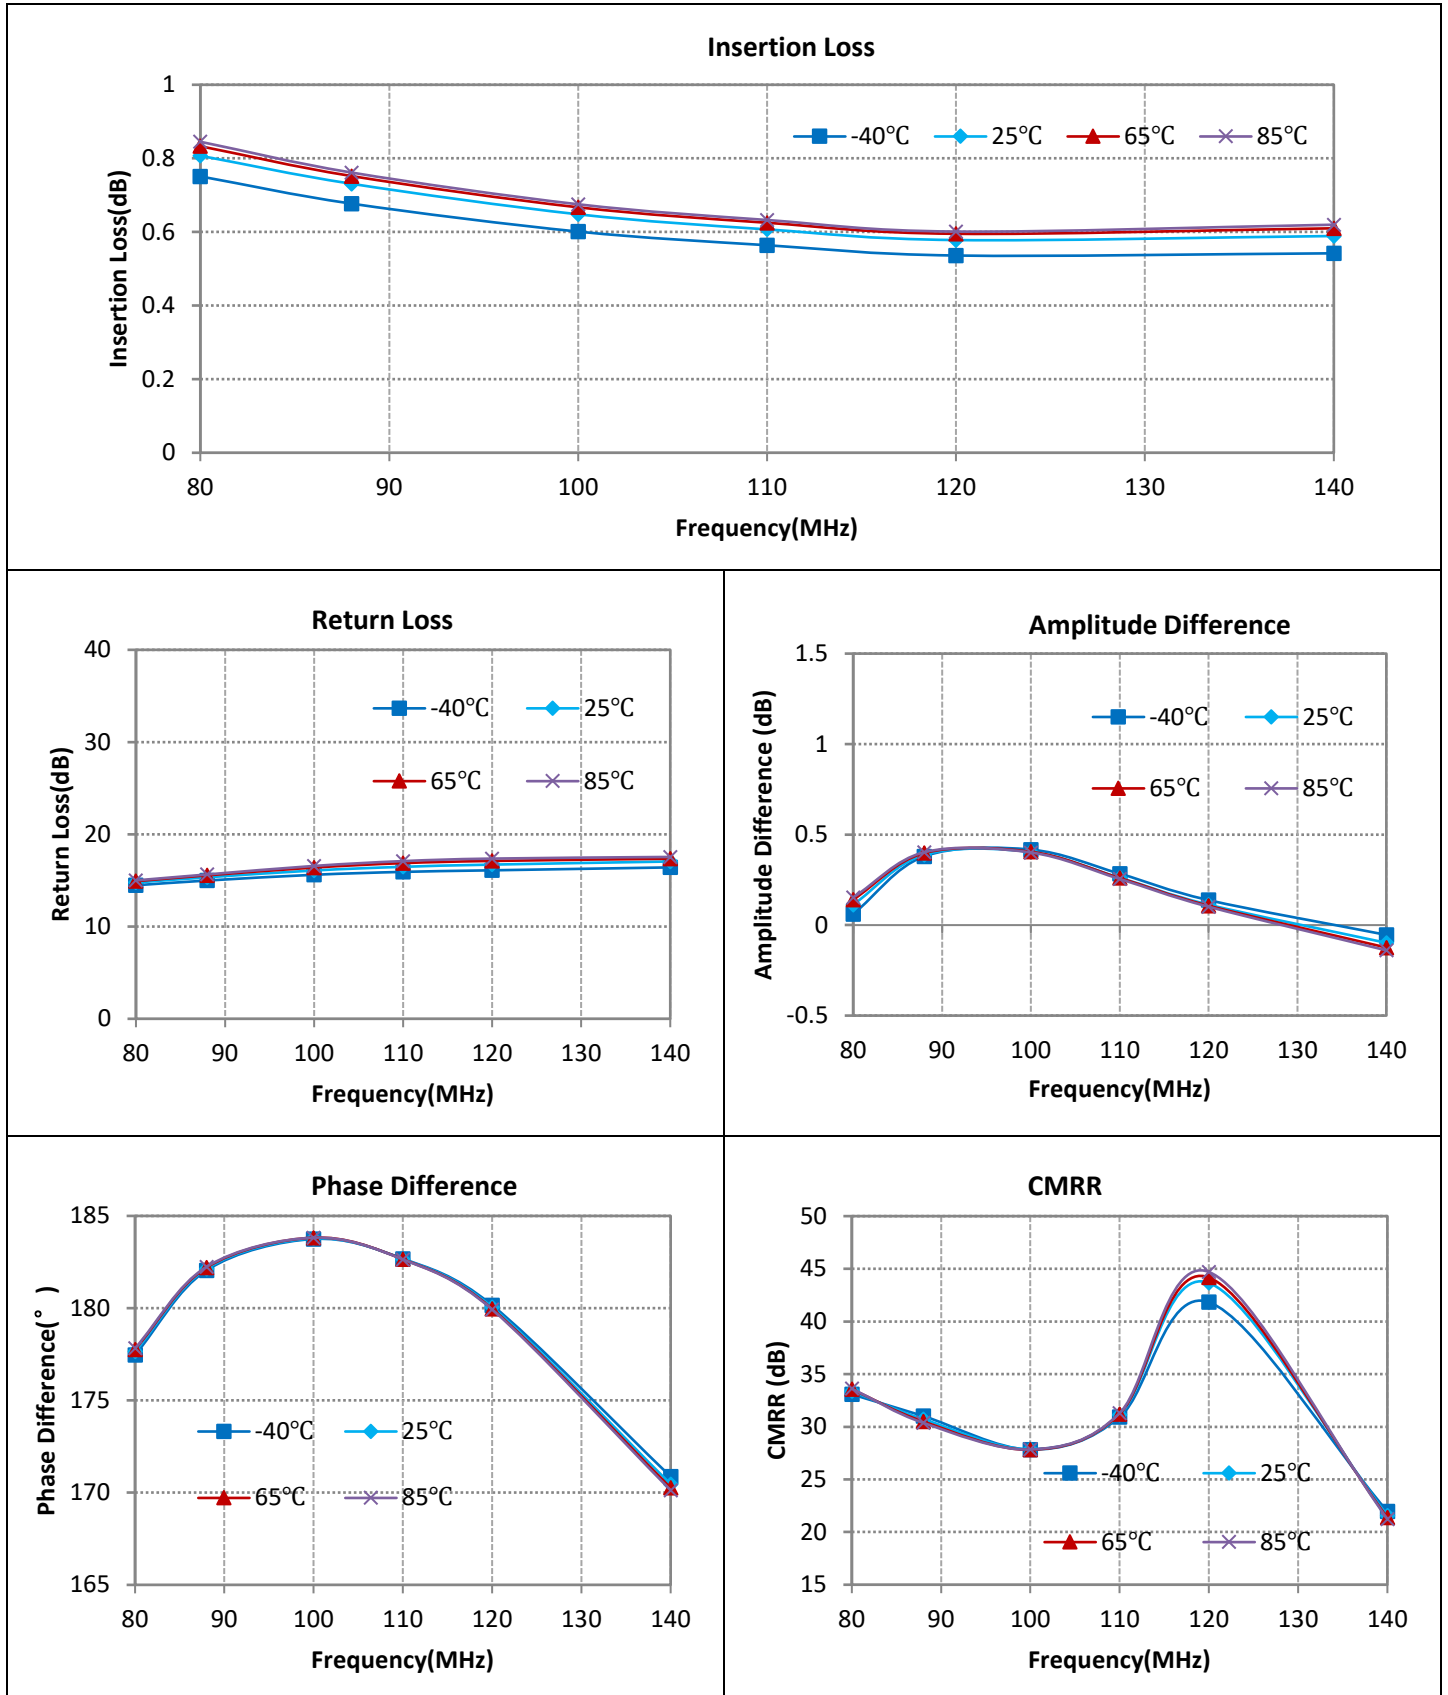 Insertion Loss
Insertion Loss(dB)
1
0.8
0.6
0.4
0.2
0
-40℃ 25℃ 65℃ 85℃
80 90 100 110 120 130 140
Frequency(MHz)
Return Loss
Return Loss(dB)
40
30
20
10
0
-40℃ 25℃
65℃ 85℃
80 90 100 110 120 130 140
Frequency(MHz)
Amplitude Difference
Amplitude Difference (dB)
1.5
1
0.5
0
-0.5
-40℃ 25℃
65℃ 85℃
80 90 100 110 120 130 140
Frequency(MHz)
Phase Difference
Phase Difference(°)
185
180
175
170
165
-40℃ 25℃
65℃ 85℃
80 90 100 110 120 130 140
Frequency(MHz)
CMRR
CMRR (dB)
50
45
40
35
30
25
20
15
-40℃ 25℃
65℃ 85℃
80 90 100 110 120 130 140
Frequency(MHz)